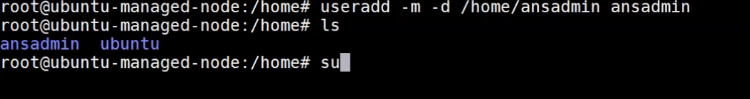 root@ubuntu-managed-node:/home# useradd -m -d /home/ansadmin ansadmin
root@ubuntu-managed-node:/home# ls
ansadmin  ubuntu
root@ubuntu-managed-node:/home# su